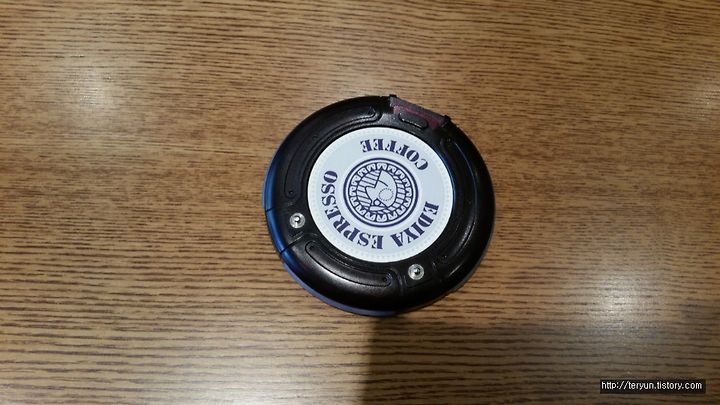 EDIYA ESPRESSO
COFFEE
http://teryun.tistory.com